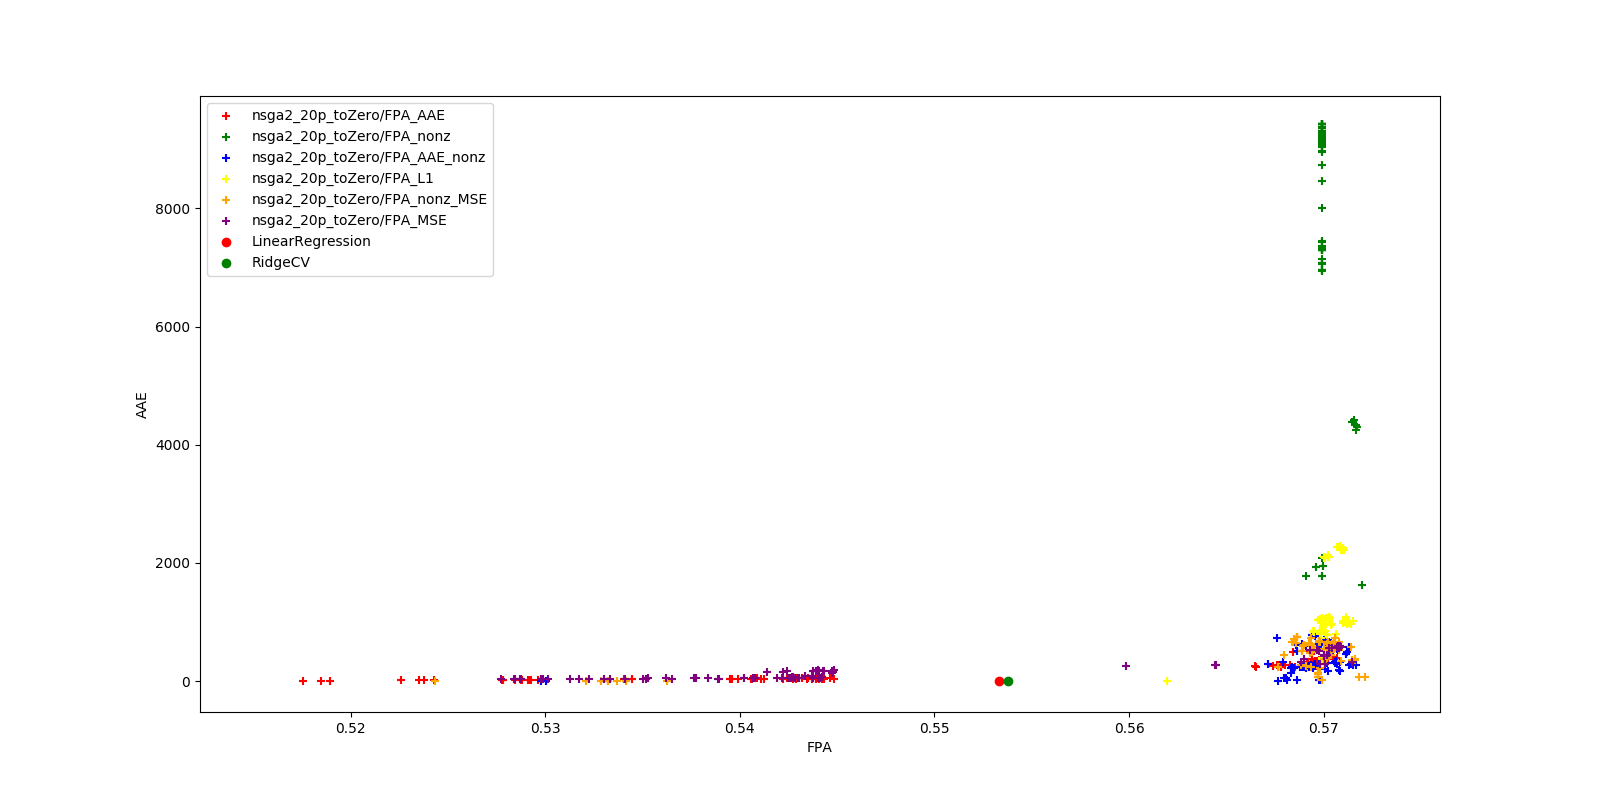 nsga2_20p_toZero/FPA_AAE
nsga2_20p_toZero/FPA_nonz
nsga2_20p_toZero/FPA_AAE_nonz
nsga2_20p_toZero/FPA_L1
nsga2_20p_toZero/FPA_nonz_MSE
nsga2_20p_toZero/FPA_MSE
LinearRegression
RidgeCV
8000
6000
4000
2000
0
AAE
0.52 0.53 0.54 0.55 0.56 0.57
FPA